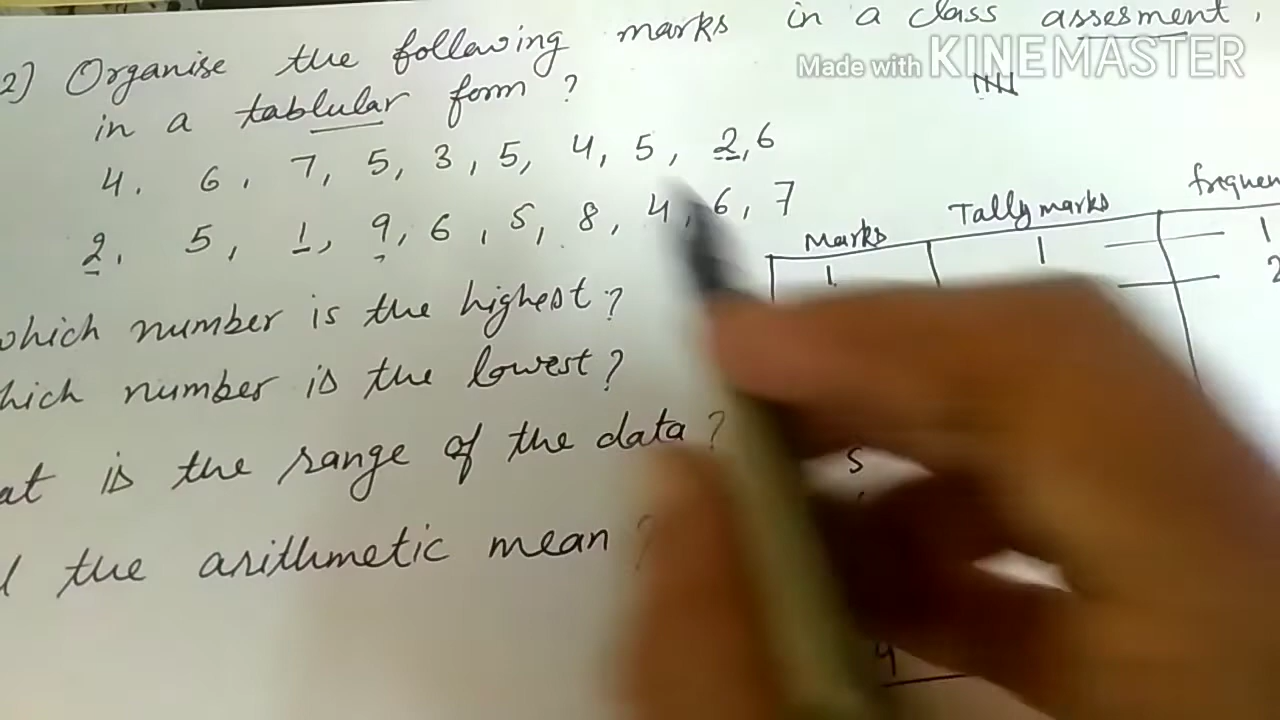 2) Organise the following marks in a class assesment,
Made with KINEMASTER
in a tablular form?
4, 6, 7, 5, 3, 5, 4, 5, 2, 6
2, 5, 1, 9, 6, 5, 8, 4, 6, 7
Marks Tally marks frequen
1 | 1
2
which number is the highest?
hich number is the lowest?
at is the range of the data?
5
the arithmetic mean?
9